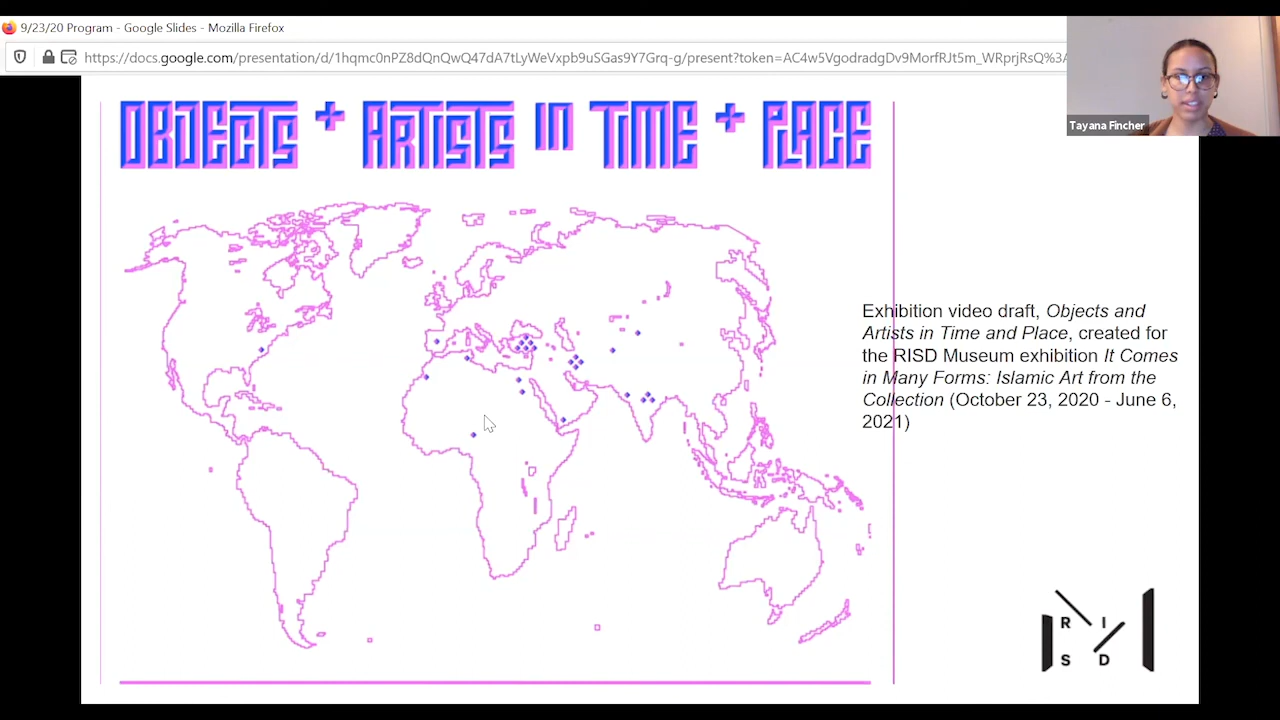 9/23/20 Program - Google Slides - Mozilla Firefox
https://docs.google.com/presentation/d/1hqmc0nPZ8dQnQwQ47dA7tLyWeVxpb9uSGas9Y7Grq-g/present?token=AC4w5VgodradgDv9MorfRJt5m_WRprjRsQ%3A
Tayana Fincher
OBJECTS + ARTISTS IN TIME + PLACE
Exhibition video draft, Objects and
Artists in Time and Place, created for
the RISD Museum exhibition It Comes
in Many Forms: Islamic Art from the
Collection (October 23, 2020 - June 6,
2021)
R I
S D